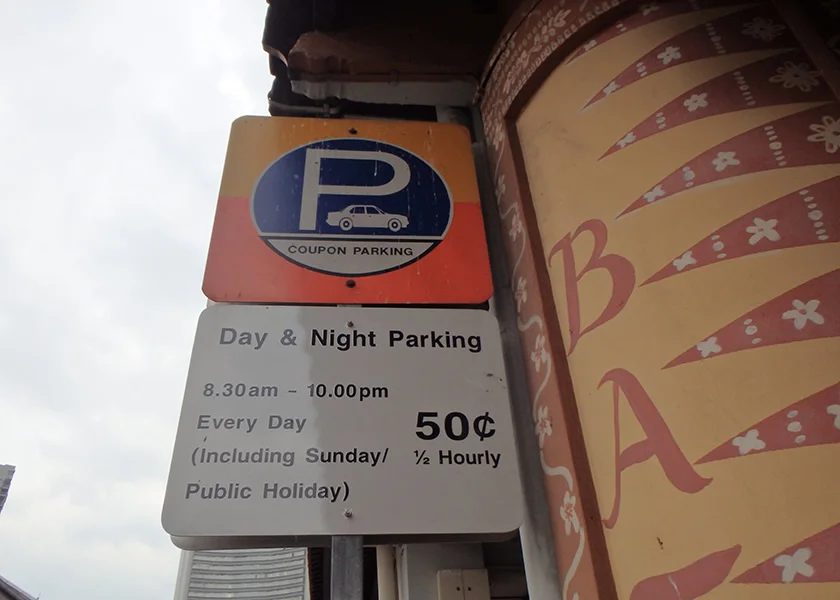 P
COUPON PARKING
Day & Night Parking
8.30am - 10.00pm
Every Day
50¢
(Including Sunday/
½ Hourly
Public Holiday)
B
A